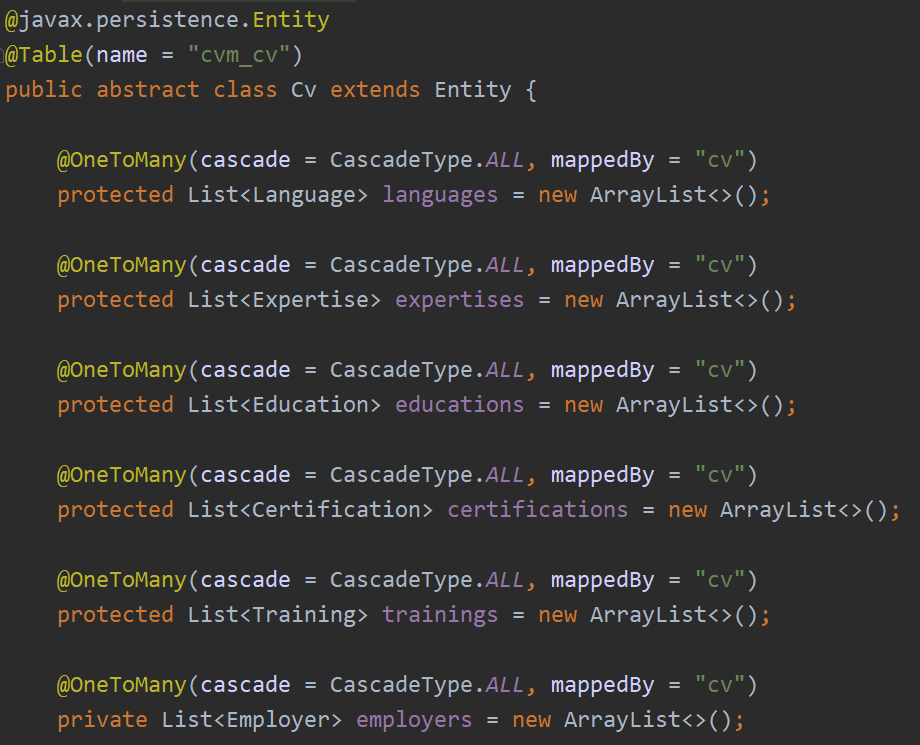 @javax.persistence.Entity
@Table(name = "cvm_cv")
public abstract class Cv extends Entity {
@OneToMany(cascade = CascadeType.ALL, mappedBy = "cv")
protected List<Language> languages = new ArrayList<>();
@OneToMany(cascade = CascadeType.ALL, mappedBy = "cv")
protected List<Expertise> expertises = new ArrayList<>();
@OneToMany(cascade = CascadeType.ALL, mappedBy = "cv")
protected List<Education> educations = new ArrayList<>();
@OneToMany(cascade = CascadeType.ALL, mappedBy = "cv")
protected List<Certification> certifications = new ArrayList<>();
@OneToMany(cascade = CascadeType.ALL, mappedBy = "cv")
protected List<Training> trainings = new ArrayList<>();
@OneToMany(cascade = CascadeType.ALL, mappedBy = "cv")
private List<Employer> employers = new ArrayList<>();